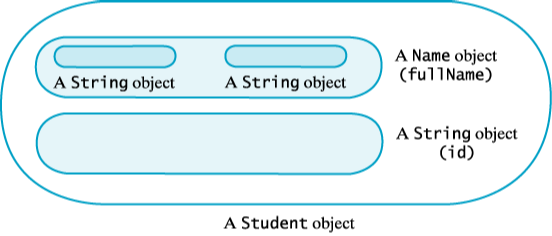 A Name object
(fullName)
A String object
A String object
A String object
(id)
A Student object